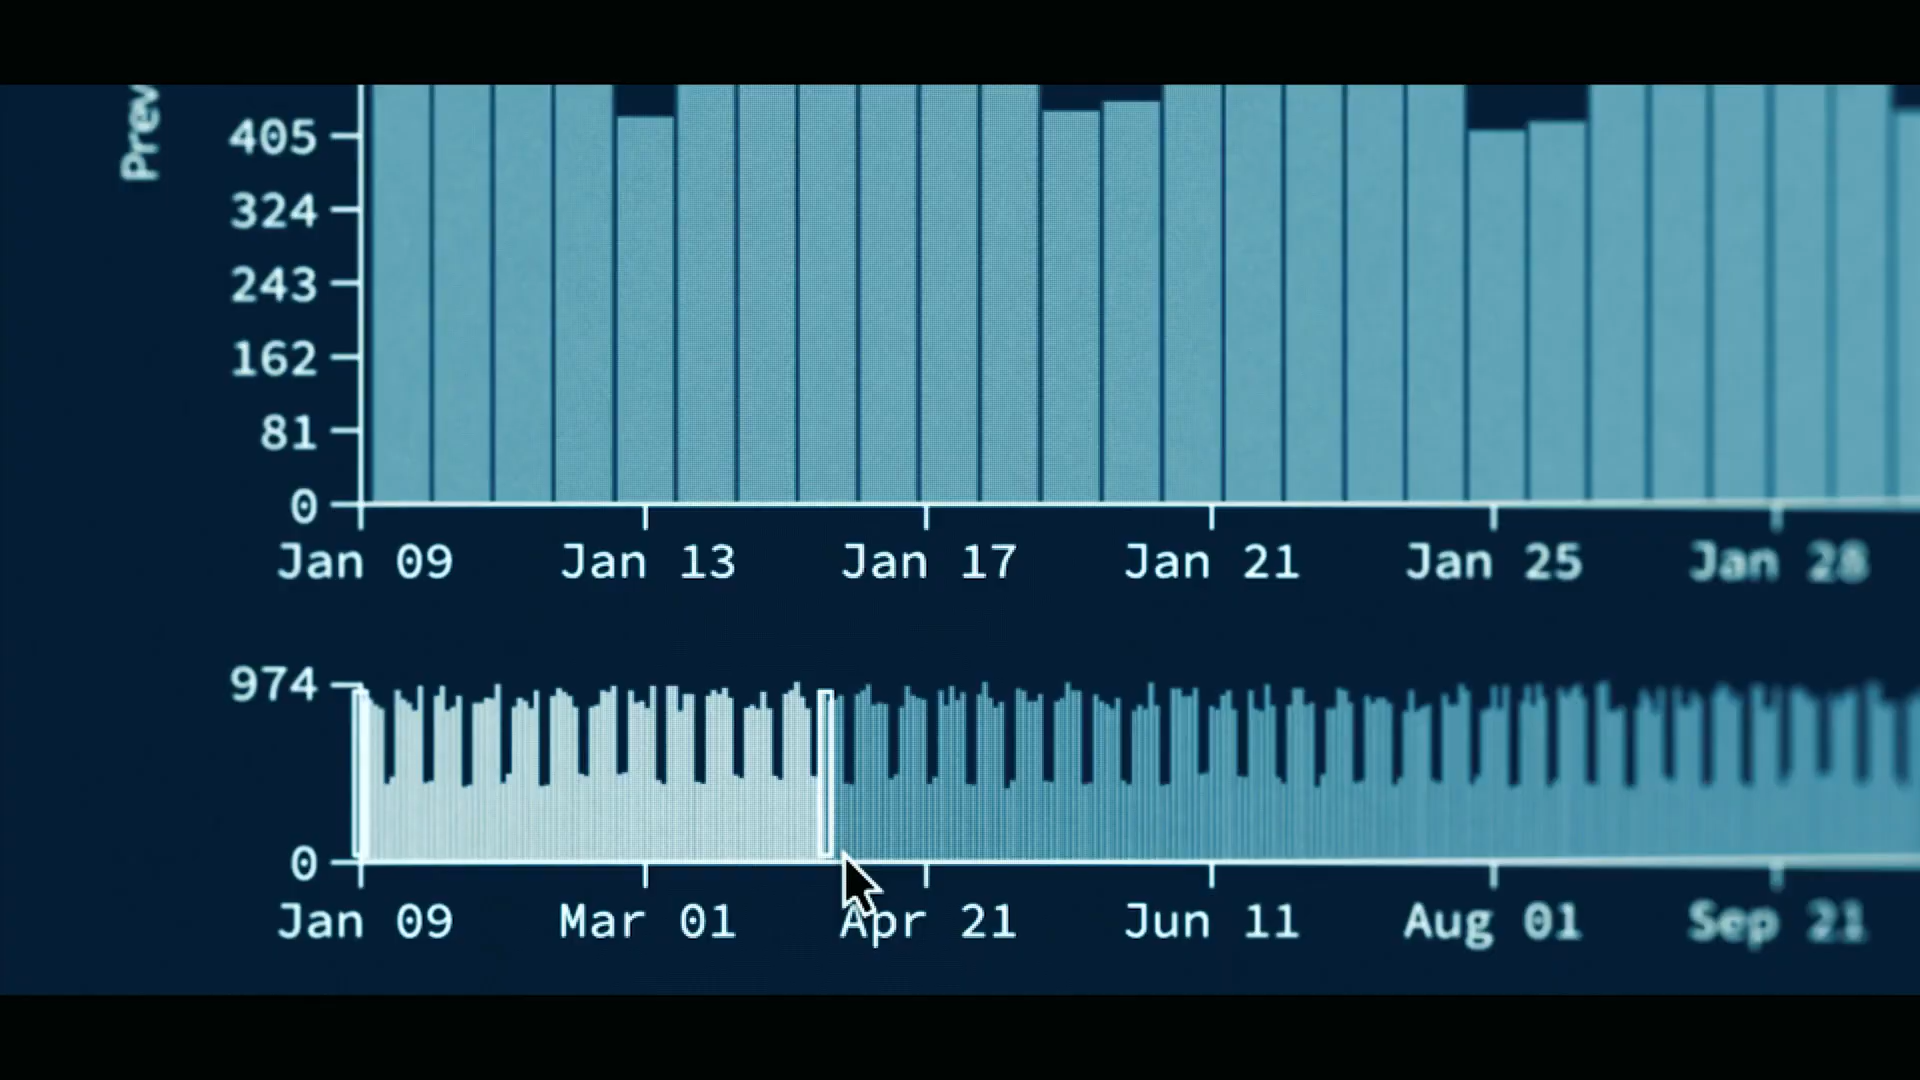 Prev
405
324
243
162
81
0
Jan 09 Jan 13 Jan 17 Jan 21 Jan 25 Jan 28
974
0
Jan 09 Mar 01 Apr 21 Jun 11 Aug 01 Sep 21